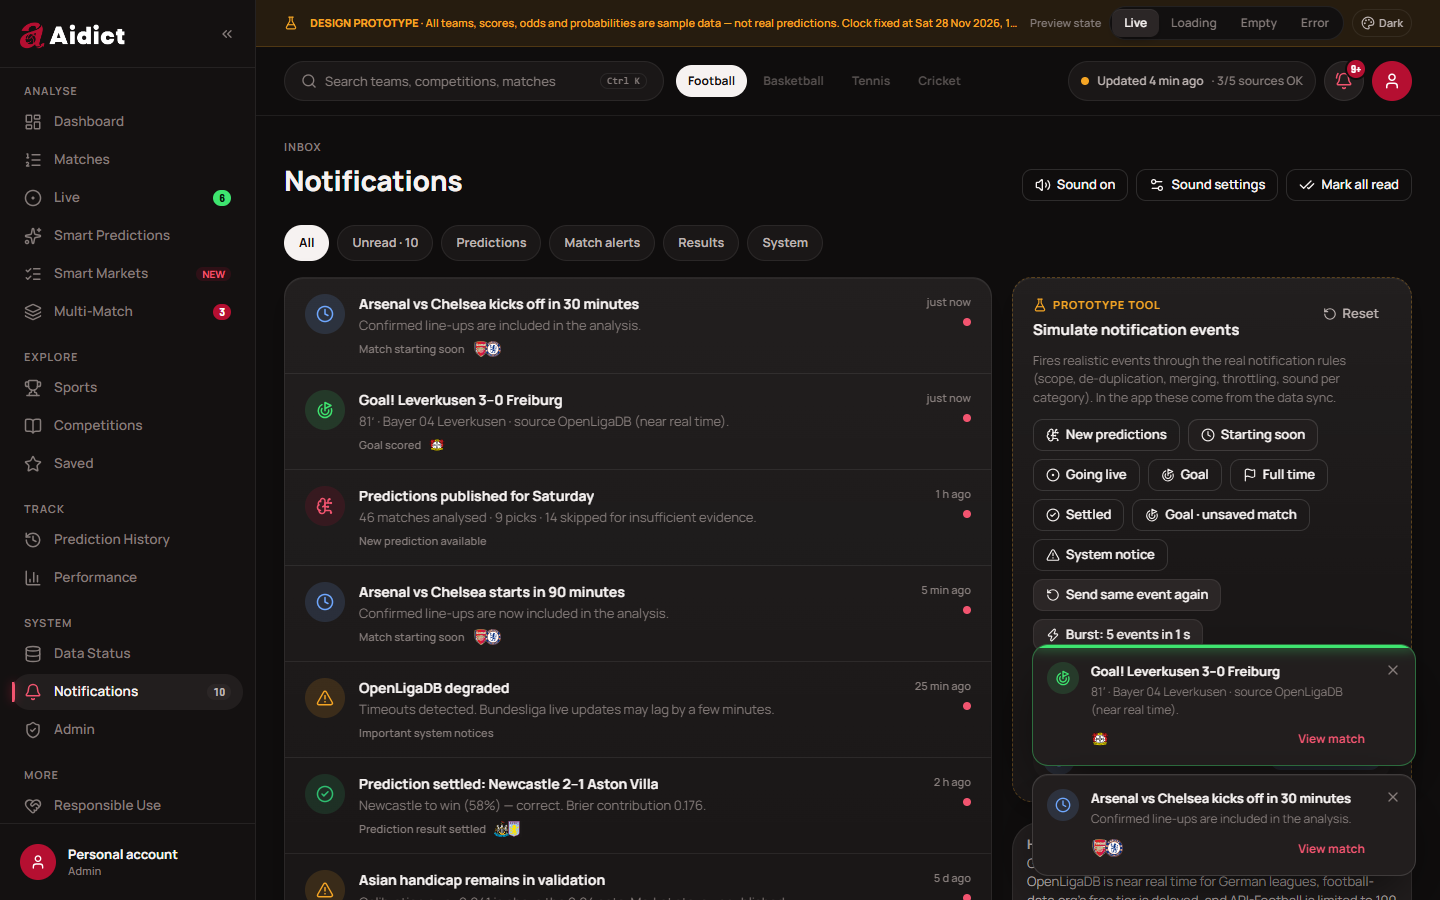 Aidict
DESIGN PROTOTYPE · All teams, scores, odds and probabilities are sample data — not real predictions. Clock fixed at Sat 28 Nov 2026, 1...
Preview state
Live
Loading
Empty
Error
Dark
Search teams, competitions, matches
Ctrl K
Football
Basketball
Tennis
Cricket
Updated 4 min ago · 3/5 sources OK
9+
ANALYSE
Dashboard
Matches
Live
6
Smart Predictions
Smart Markets
NEW
Multi-Match
3
EXPLORE
Sports
Competitions
Saved
TRACK
Prediction History
Performance
SYSTEM
Data Status
Notifications
10
Admin
MORE
Responsible Use
Personal account
Admin
INBOX
Notifications
Sound on
Sound settings
Mark all read
All
Unread · 10
Predictions
Match alerts
Results
System
Arsenal vs Chelsea kicks off in 30 minutes
just now
Confirmed line-ups are included in the analysis.
Match starting soon
Goal! Leverkusen 3–0 Freiburg
just now
81' · Bayer 04 Leverkusen · source OpenLigaDB (near real time).
Goal scored
Predictions published for Saturday
1 h ago
46 matches analysed · 9 picks · 14 skipped for insufficient evidence.
New prediction available
Arsenal vs Chelsea starts in 90 minutes
5 min ago
Confirmed line-ups are now included in the analysis.
Match starting soon
OpenLigaDB degraded
25 min ago
Timeouts detected. Bundesliga live updates may lag by a few minutes.
Important system notices
Prediction settled: Newcastle 2–1 Aston Villa
2 h ago
Newcastle to win (58%) — correct. Brier contribution 0.176.
Prediction result settled
Asian handicap remains in validation
5 d ago
PROTOTYPE TOOL
Simulate notification events
Reset
Fires realistic events through the real notification rules
(scope, de-duplication, merging, throttling, sound per
category). In the app these come from the data sync.
New predictions
Starting soon
Going live
Goal
Full time
Settled
Goal · unsaved match
System notice
Send same event again
Burst: 5 events in 1 s
Goal! Leverkusen 3–0 Freiburg
81' · Bayer 04 Leverkusen · source OpenLigaDB
(near real time).
View match
Arsenal vs Chelsea kicks off in 30 minutes
Confirmed line-ups are included in the analysis.
View match
OpenLigaDB is near real time for German leagues, football-